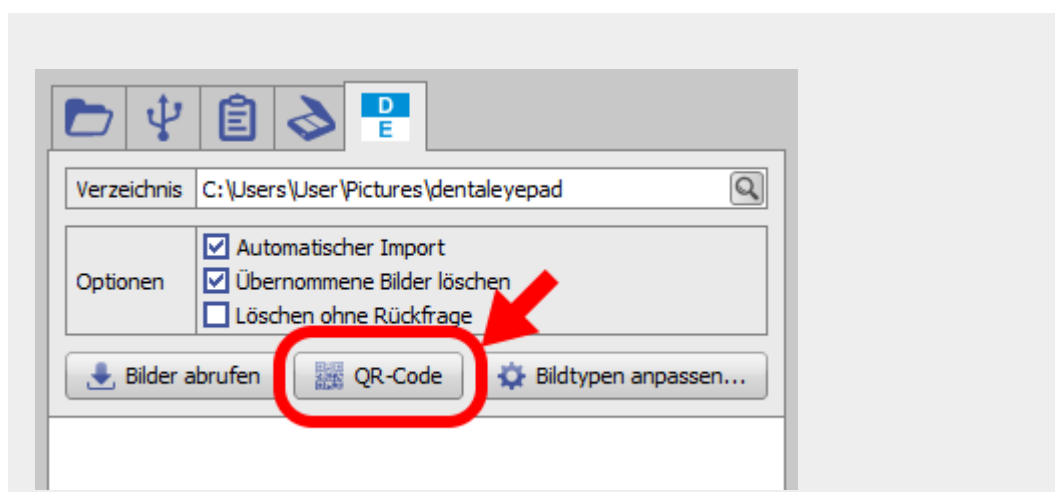 D
E
Verzeichnis C:\Users\User\Pictures\dentaleyepad
Automatischer Import
Optionen Übernommene Bilder löschen
Löschen ohne Rückfrage
Bilder abrufen QR-Code Bildtypen anpassen...